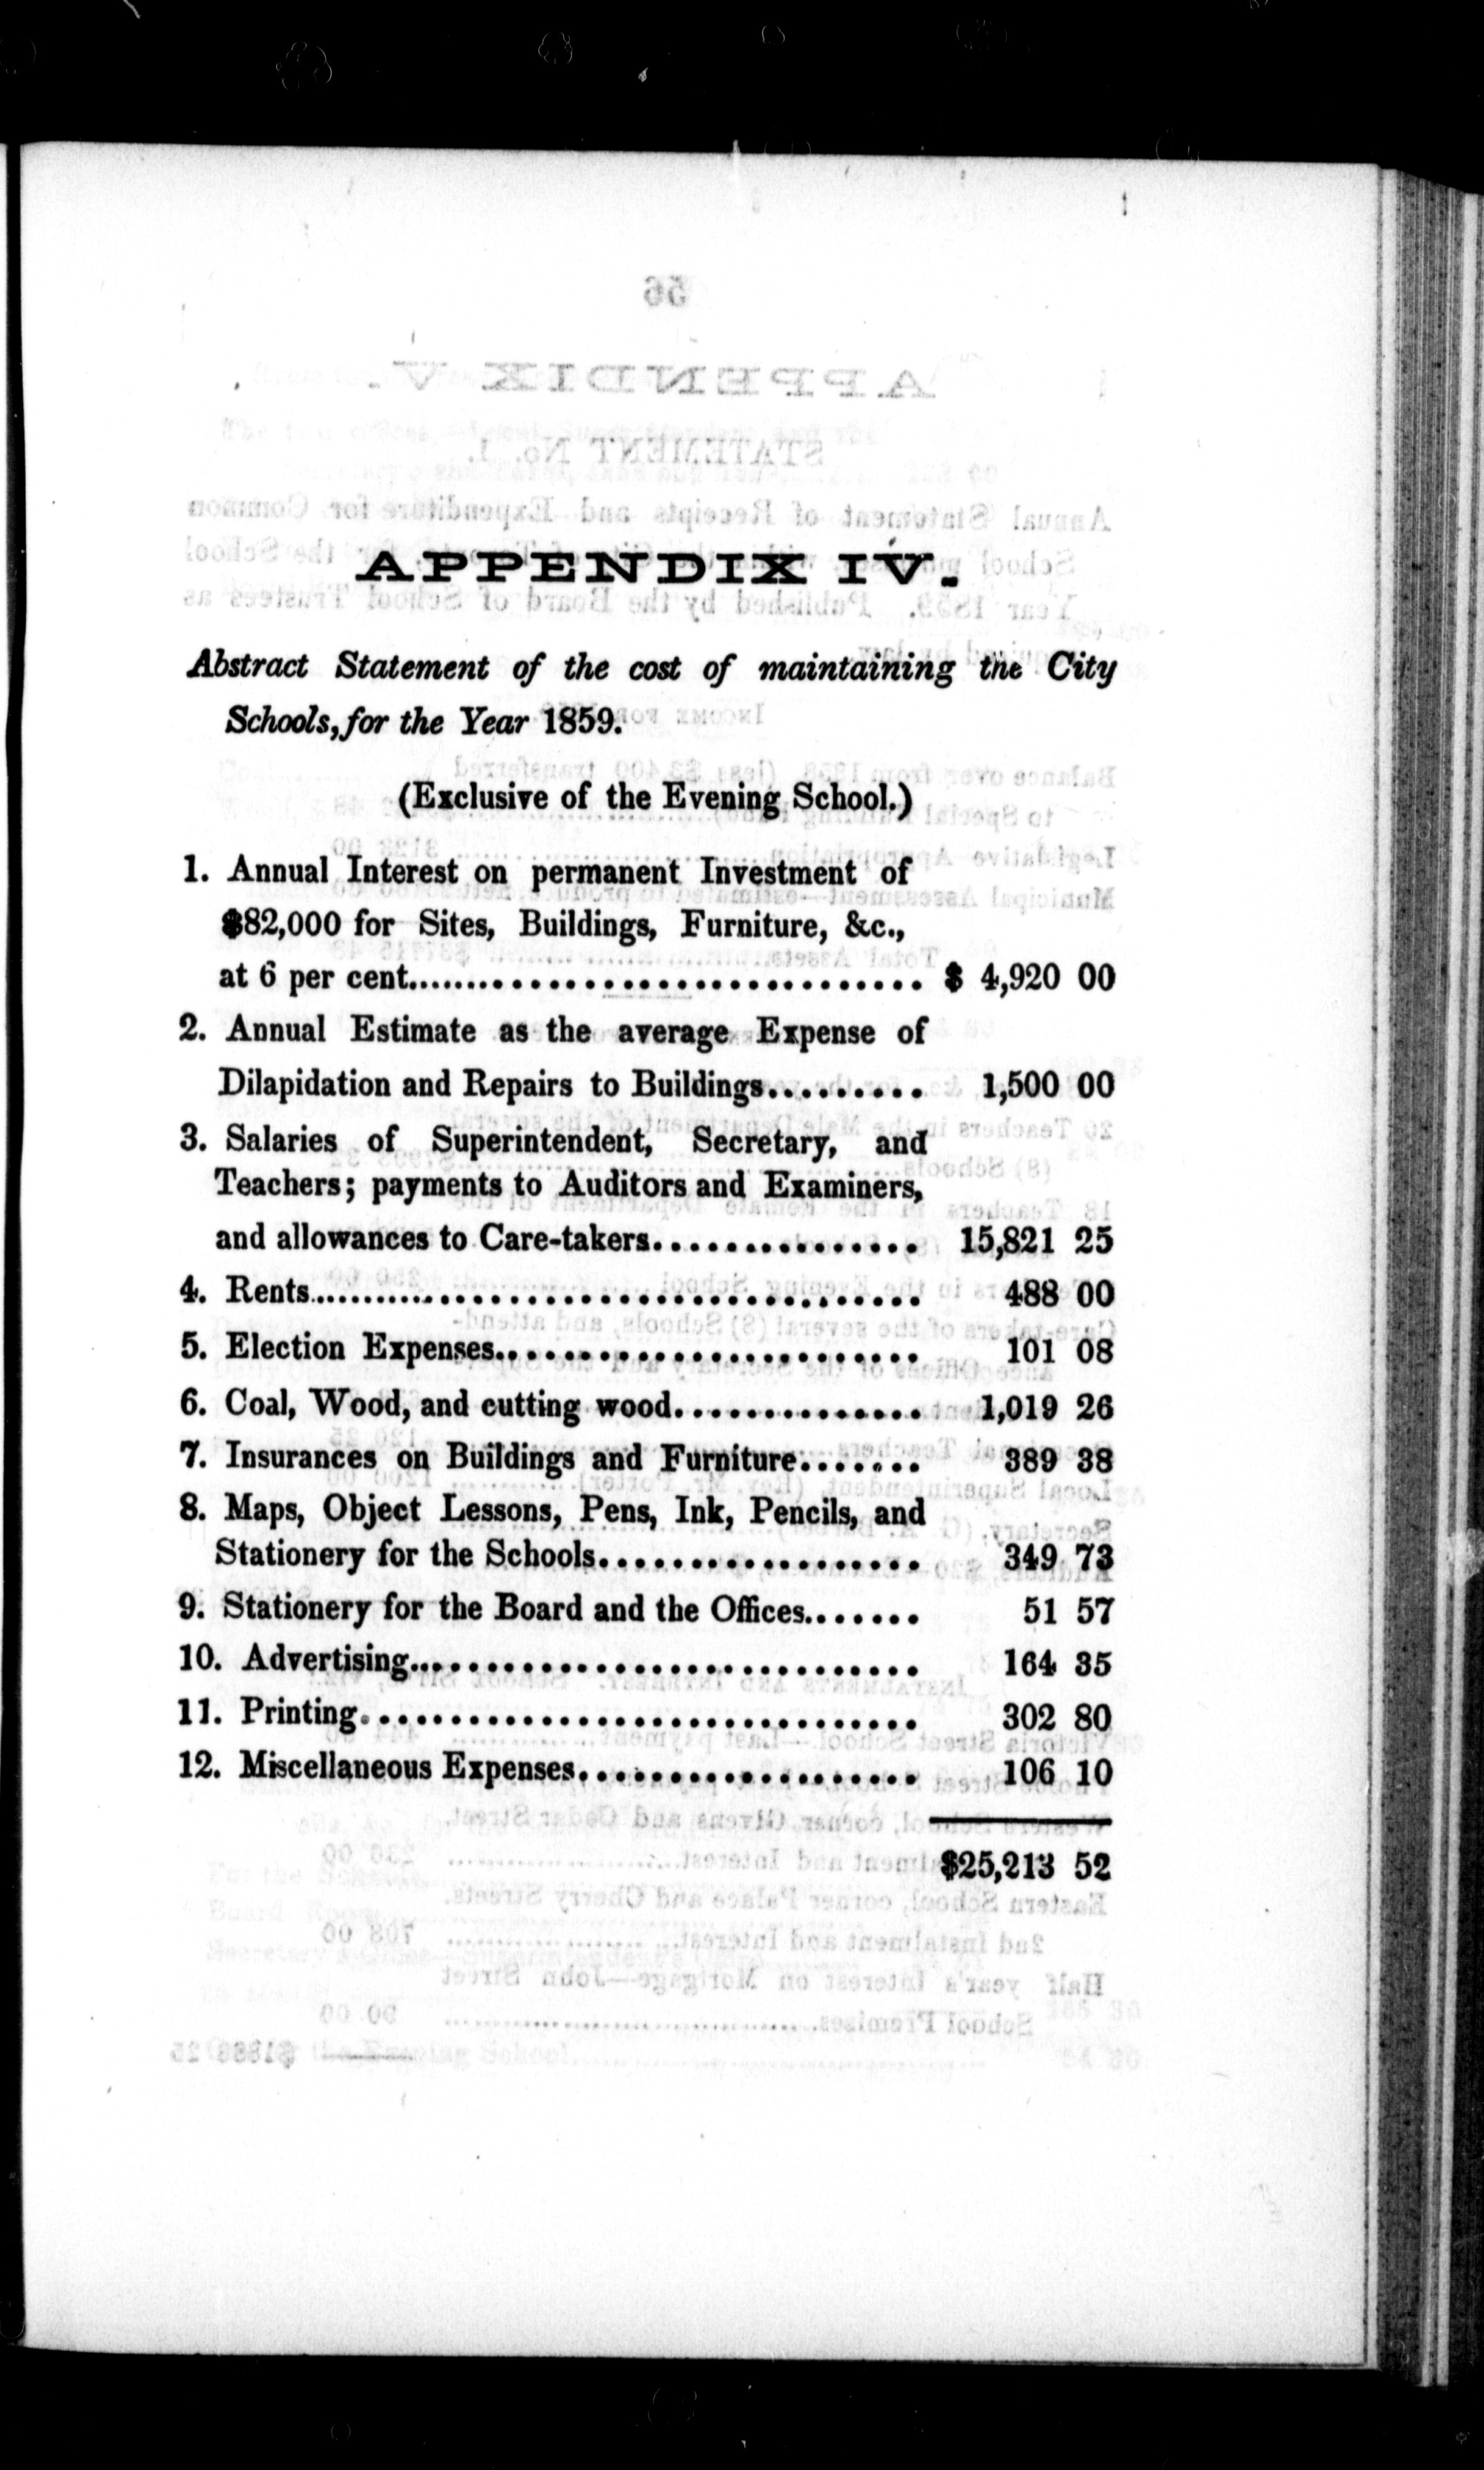 APPENDIX IV.
Abstract Statement of the cost of maintaining the City
Schools, for the Year 1859.
(Exclusive of the Evening School.)
1. Annual Interest on permanent Investment of
$82,000 for Sites, Buildings, Furniture, &c.,
at 6 per cent.................................. $ 4,920 00
2. Annual Estimate as the average Expense of
Dilapidation and Repairs to Buildings......... 1,500 00
3. Salaries of Superintendent, Secretary, and
Teachers; payments to Auditors and Examiners,
and allowances to Care-takers............... 15,821 25
4. Rents........................................ 488 00
5. Election Expenses......................... 101 08
6. Coal, Wood, and cutting wood.............. 1,019 26
7. Insurances on Buildings and Furniture....... 389 38
8. Maps, Object Lessons, Pens, Ink, Pencils, and
Stationery for the Schools.................. 349 73
9. Stationery for the Board and the Offices....... 51 57
10. Advertising.............................. 164 35
11. Printing................................ 302 80
12. Miscellaneous Expenses................... 106 10
$25,213 52